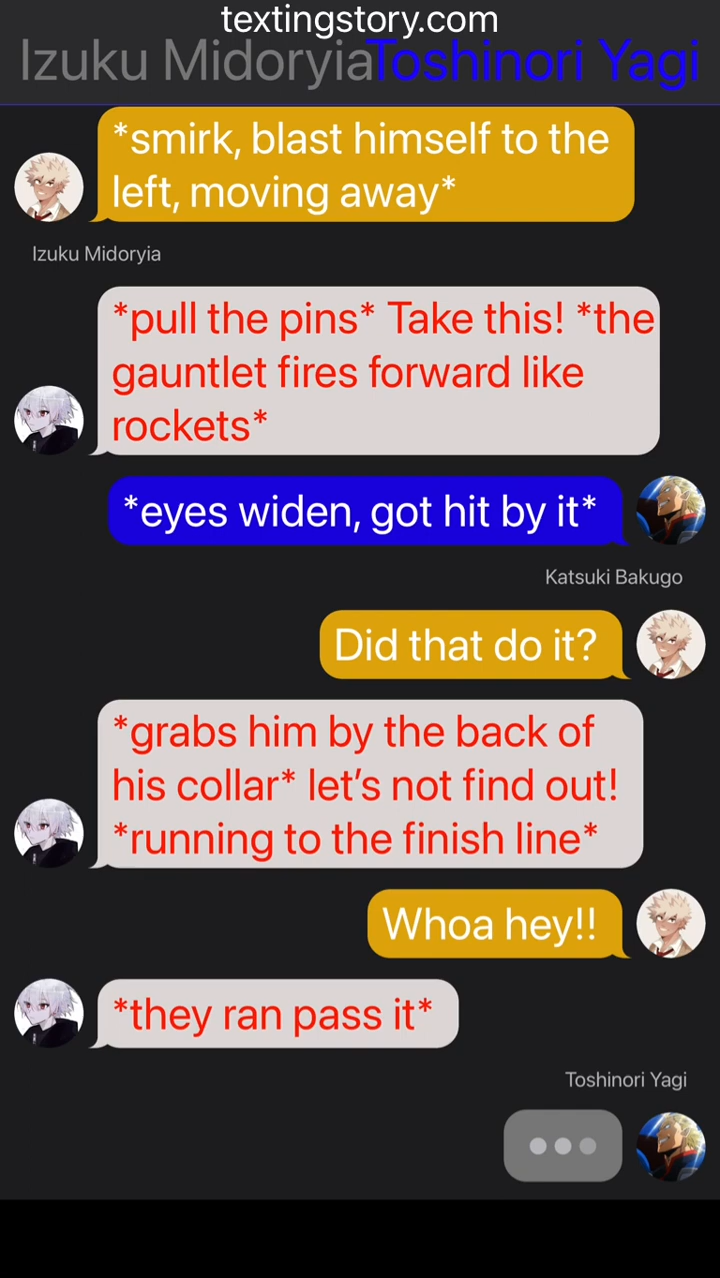 textingstory.com
Izuku Midoryia Toshinori Yagi
*smirk, blast himself to the
left, moving away*
Izuku Midoryia
*pull the pins* Take this! *the
gauntlet fires forward like
rockets*
*eyes widen, got hit by it*
Katsuki Bakugo
Did that do it?
*grabs him by the back of
his collar* let’s not find out!
*running to the finish line*
Whoa hey!!
*they ran pass it*
Toshinori Yagi